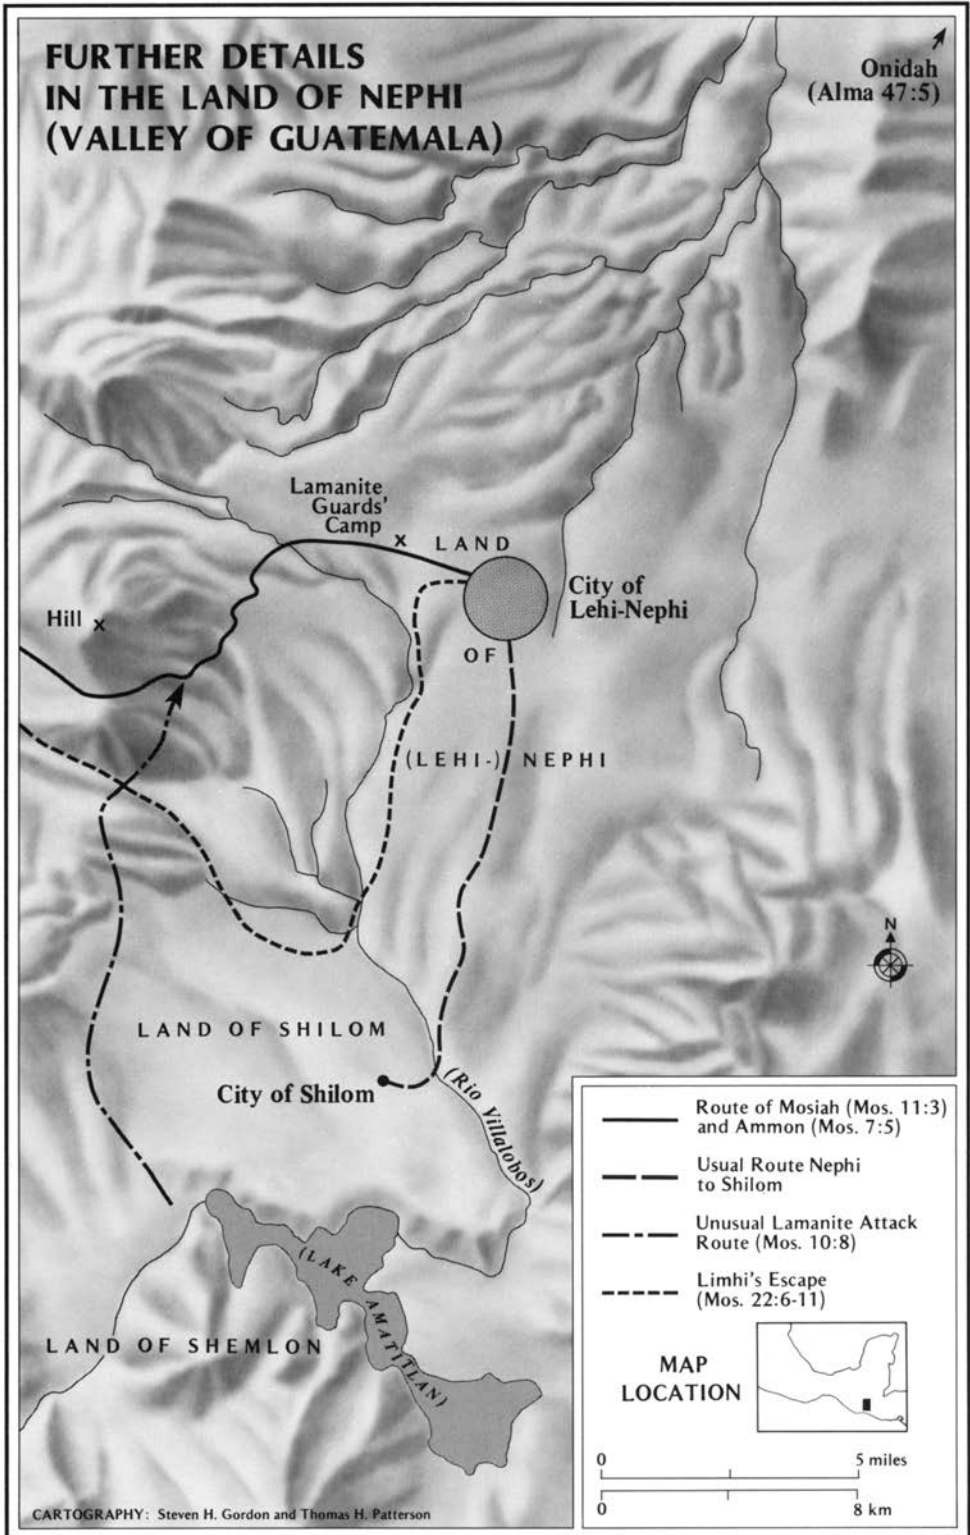 FURTHER DETAILS
IN THE LAND OF NEPHI
(VALLEY OF GUATEMALA)
Onidah
(Alma 47:5)
Lamanite
Guards'
Camp x
LAND
City of
Lehi-Nephi
Hill x
OF
(LEHI-) NEPHI
N
LAND OF SHILOM
City of Shilom
(Rio Villalobos)
(LAKE AMATITLAN)
LAND OF SHEMLON
Route of Mosiah (Mos. 11:3)
and Ammon (Mos. 7:5)
Usual Route Nephi
to Shilom
Unusual Lamanite Attack
Route (Mos. 10:8)
Limhi's Escape
(Mos. 22:6-11)
MAP
LOCATION
0 5 miles
0 8 km
CARTOGRAPHY: Steven H. Gordon and Thomas H. Patterson